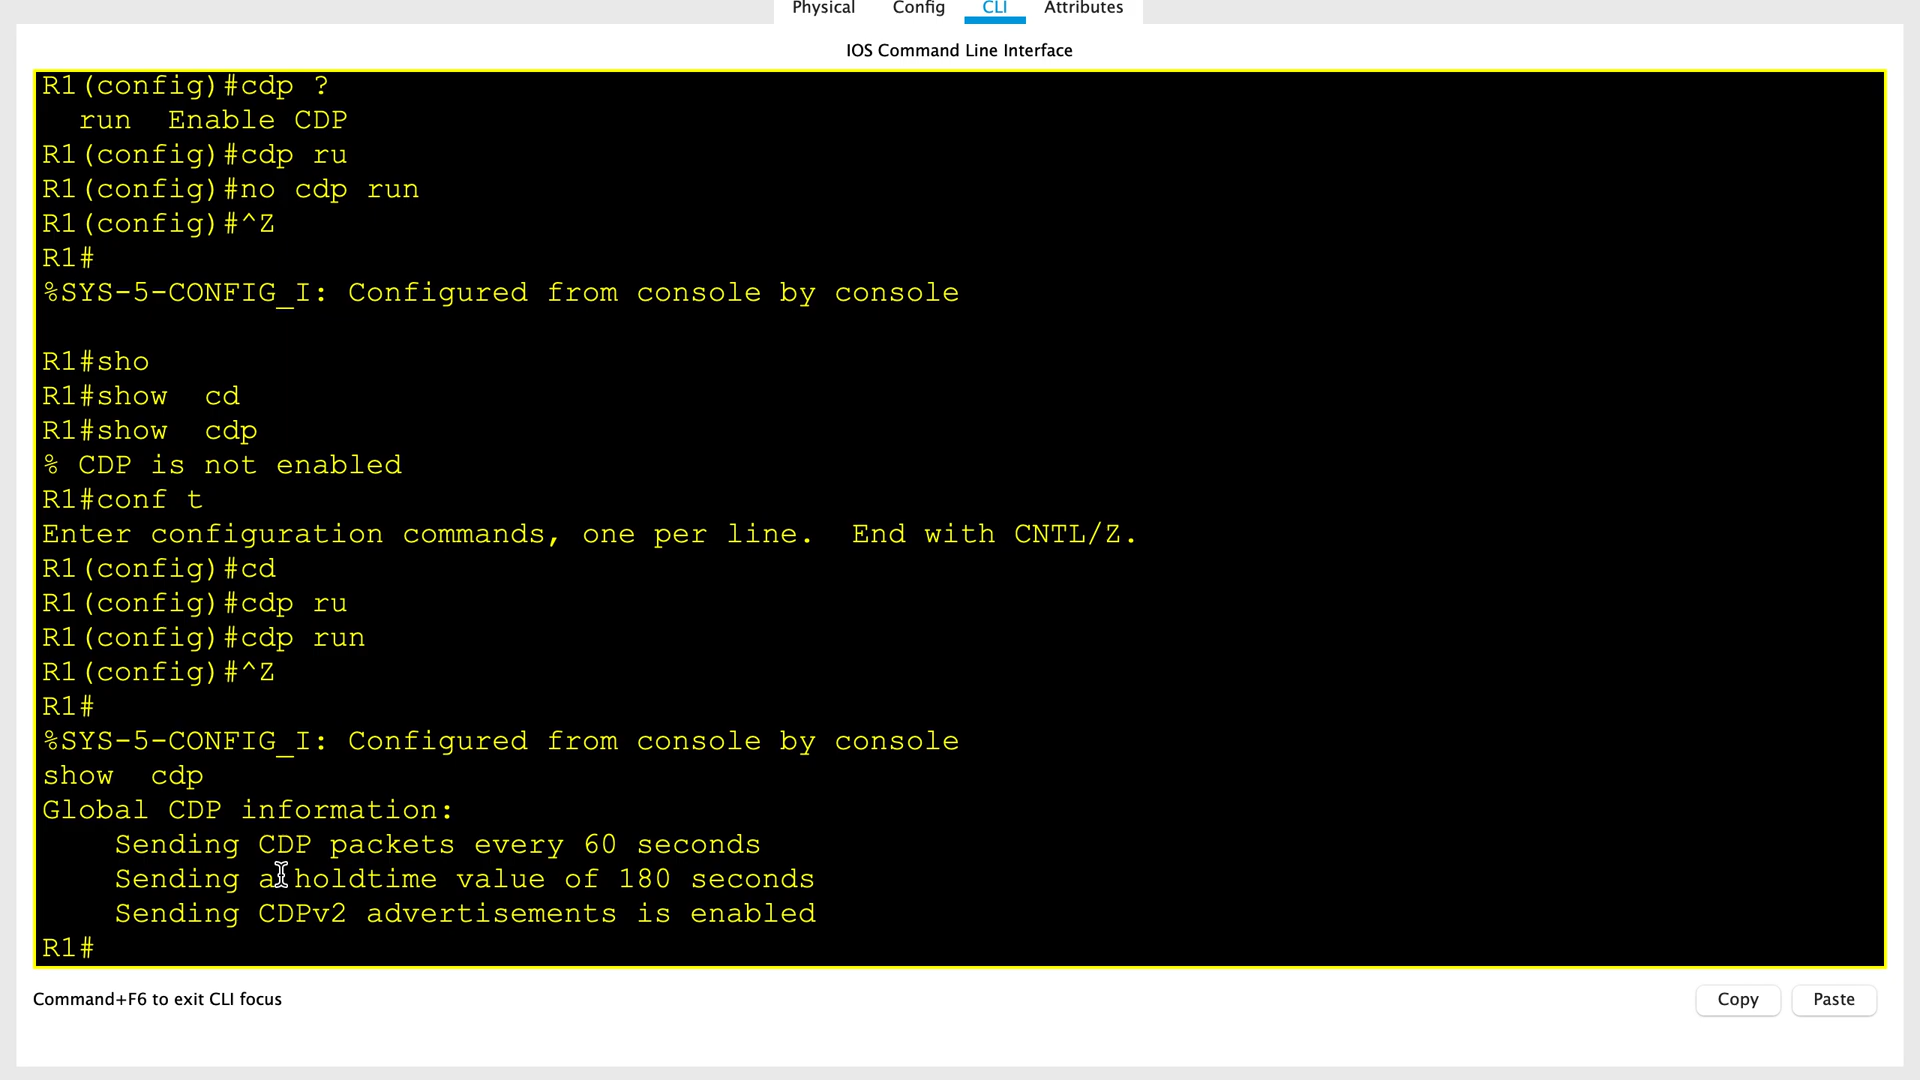 Physical Config CLI Attributes
IOS Command Line Interface
R1(config)#cdp ?
run Enable CDP
R1(config)#cdp ru
R1(config)#no cdp run
R1(config)#^Z
R1#
%SYS-5-CONFIG_I: Configured from console by console
R1#sho
R1#show cd
R1#show cdp
% CDP is not enabled
R1#conf t
Enter configuration commands, one per line. End with CNTL/Z.
R1(config)#cd
R1(config)#cdp ru
R1(config)#cdp run
R1(config)#^Z
R1#
%SYS-5-CONFIG_I: Configured from console by console
show cdp
Global CDP information:
Sending CDP packets every 60 seconds
Sending a holdtime value of 180 seconds
Sending CDPv2 advertisements is enabled
R1#
Command+F6 to exit CLI focus
Copy Paste